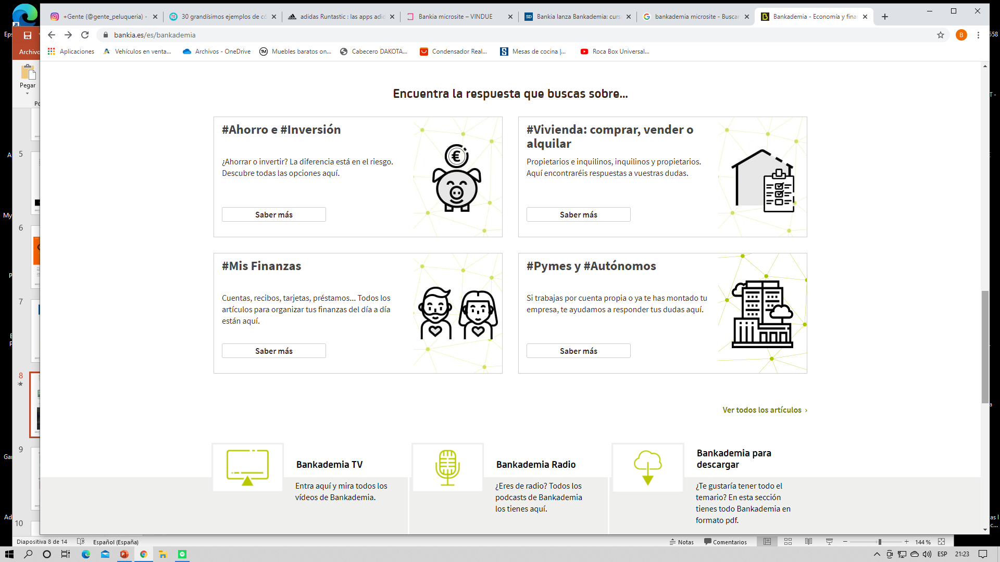 +Gente (@gente_peluqueria)
30 grandísimos ejemplos de có
adidas Runtastic : las apps adid
Bankia microsite – VINDUE
Bankia lanza Bankademia: curs
bankademia microsite - Buscar
Bankademia - Economía y fina
bankia.es/es/bankademia
B
Aplicaciones
Vehículos en venta...
Archivos - OneDrive
Muebles baratos on...
Cabecero DAKOTA...
Condensador Real...
Mesas de cocina |...
Roca Box Universal...
Archivo
Pegar
Encuentra la respuesta que buscas sobre...
#Ahorro e #Inversión
¿Ahorrar o invertir? La diferencia está en el riesgo.
Descubre todas las opciones aquí.
Saber más
#Vivienda: comprar, vender o
alquilar
Propietarios e inquilinos, inquilinos y propietarios.
Aquí encontraréis respuestas a vuestras dudas.
Saber más
#Mis Finanzas
Cuentas, recibos, tarjetas, préstamos... Todos los
artículos para organizar tus finanzas del día a día
están aquí.
Saber más
#Pymes y #Autónomos
Si trabajas por cuenta propia o ya te has montado tu
empresa, te ayudamos a responder tus dudas aquí.
Saber más
Ver todos los artículos ›
Bankademia TV
Entra aquí y mira todos los
vídeos de Bankademia.
Bankademia Radio
¿Eres de radio? Todos los
podcasts de Bankademia
los tienes aquí.
Bankademia para
descargar
¿Te gustaría tener todo el
temario? En esta sección
tienes todo Bankademia en
formato pdf.
5
6
7
8
9
10
Diapositiva 8 de 14
Español (España)
Notas
Comentarios
144 %
ESP
21:23